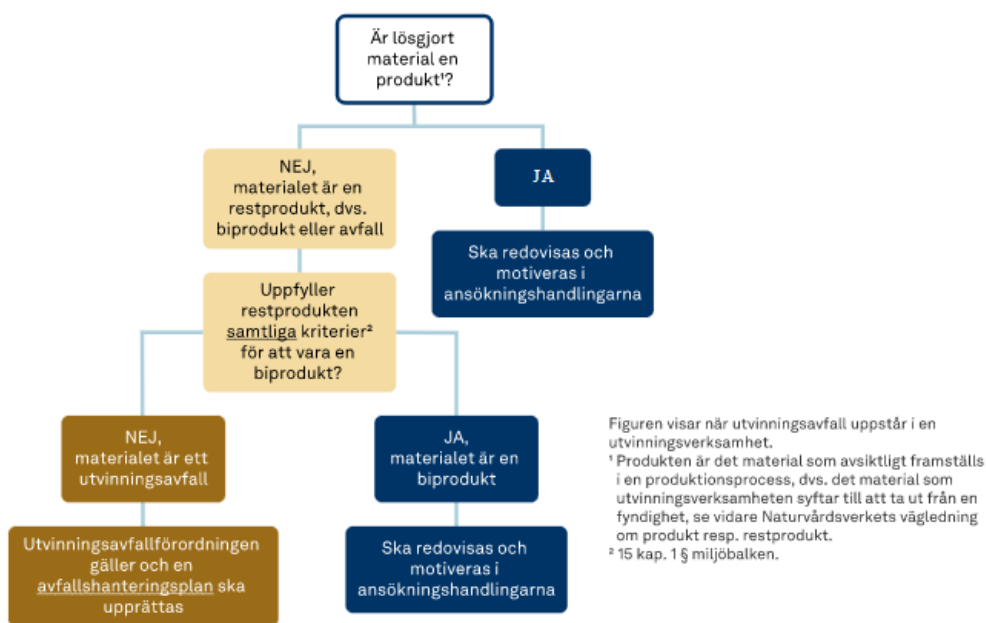 Är lösgjort
material en
produkt¹?
NEJ,
materialet är en
restprodukt, dvs.
biprodukt eller avfall
JA
Ska redovisas och
motiveras i
ansökningshandlingarna
Uppfyller
restprodukten
samtliga kriterier²
för att vara en
biprodukt?
NEJ,
materialet är ett
utvinningsavfall
JA,
materialet är en
biprodukt
Utvinningsavfallförordningen
gäller och en
avfallshanteringsplan ska
upprättas
Ska redovisas och
motiveras i
ansökningshandlingarna
Figuren visar när utvinningsavfall uppstår i en
utvinningsverksamhet.
¹ Produkten är det material som avsiktligt framställs
i en produktionsprocess, dvs. det material som
utvinningsverksamheten syftar till att ta ut från en
fyndighet, se vidare Naturvårdsverkets vägledning
om produkt resp. restprodukt.
² 15 kap. 1 § miljöbalken.